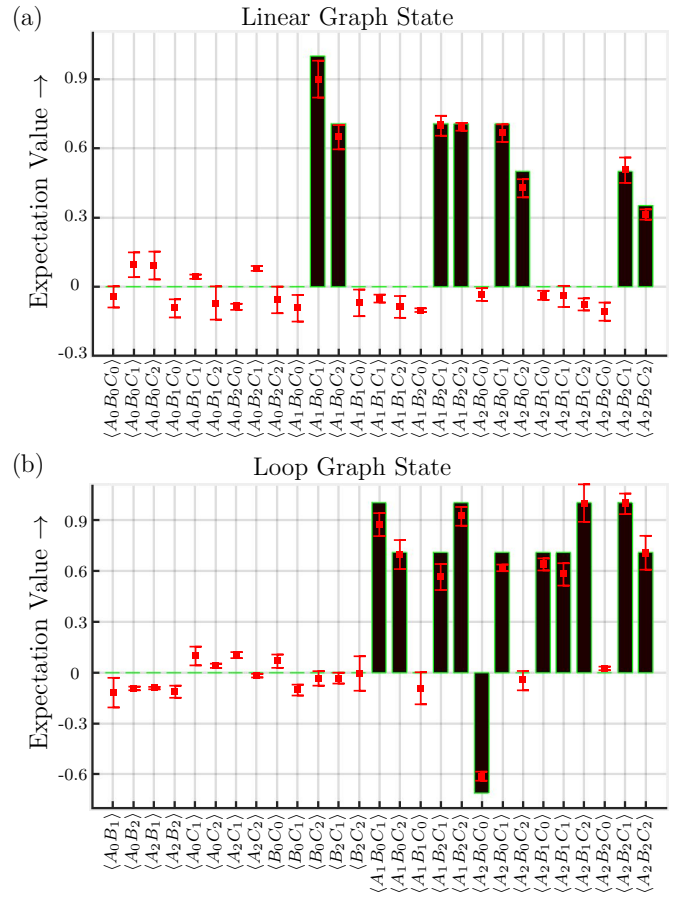 (a)
Linear Graph State
Expectation Value →
0.9
0.6
0.3
0
-0.3
⟨A₀B₀C₀⟩
⟨A₀B₀C₁⟩
⟨A₀B₀C₂⟩
⟨A₀B₁C₀⟩
⟨A₀B₁C₁⟩
⟨A₀B₁C₂⟩
⟨A₀B₂C₀⟩
⟨A₀B₂C₁⟩
⟨A₀B₂C₂⟩
⟨A₁B₀C₀⟩
⟨A₁B₀C₁⟩
⟨A₁B₀C₂⟩
⟨A₁B₁C₀⟩
⟨A₁B₁C₁⟩
⟨A₁B₁C₂⟩
⟨A₁B₂C₀⟩
⟨A₁B₂C₁⟩
⟨A₁B₂C₂⟩
⟨A₂B₀C₀⟩
⟨A₂B₀C₁⟩
⟨A₂B₀C₂⟩
⟨A₂B₁C₀⟩
⟨A₂B₁C₁⟩
⟨A₂B₁C₂⟩
⟨A₂B₂C₀⟩
⟨A₂B₂C₁⟩
⟨A₂B₂C₂⟩
(b)
Loop Graph State
Expectation Value →
0.9
0.6
0.3
0
-0.3
-0.6
⟨A₀B₁⟩
⟨A₀B₂⟩
⟨A₂B₁⟩
⟨A₂B₂⟩
⟨A₀C₁⟩
⟨A₀C₂⟩
⟨A₂C₁⟩
⟨A₂C₂⟩
⟨B₀C₀⟩
⟨B₀C₁⟩
⟨B₀C₂⟩
⟨B₂C₁⟩
⟨B₂C₂⟩
⟨A₁B₀C₁⟩
⟨A₁B₀C₂⟩
⟨A₁B₁C₀⟩
⟨A₁B₂C₁⟩
⟨A₁B₂C₂⟩
⟨A₂B₀C₀⟩
⟨A₂B₀C₁⟩
⟨A₂B₀C₂⟩
⟨A₂B₁C₀⟩
⟨A₂B₁C₁⟩
⟨A₂B₁C₂⟩
⟨A₂B₂C₀⟩
⟨A₂B₂C₁⟩
⟨A₂B₂C₂⟩